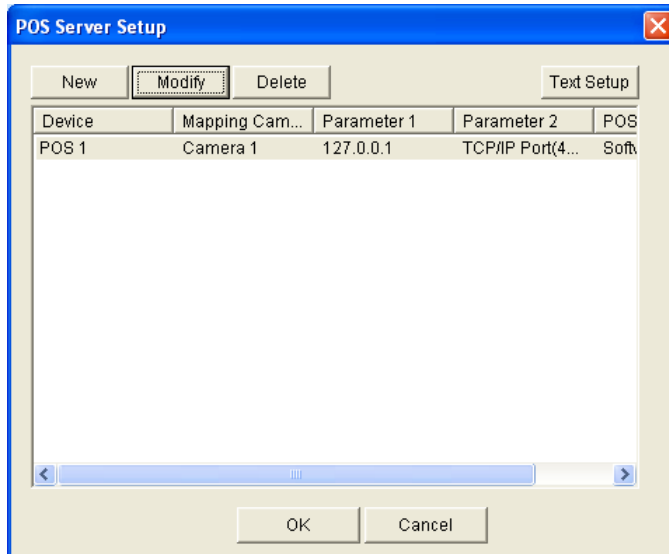 POS Server Setup
New Modify Delete Text Setup
Device Mapping Cam... Parameter 1 Parameter 2 POS
POS 1 Camera 1 127.0.0.1 TCP/IP Port(4... Softw
OK Cancel